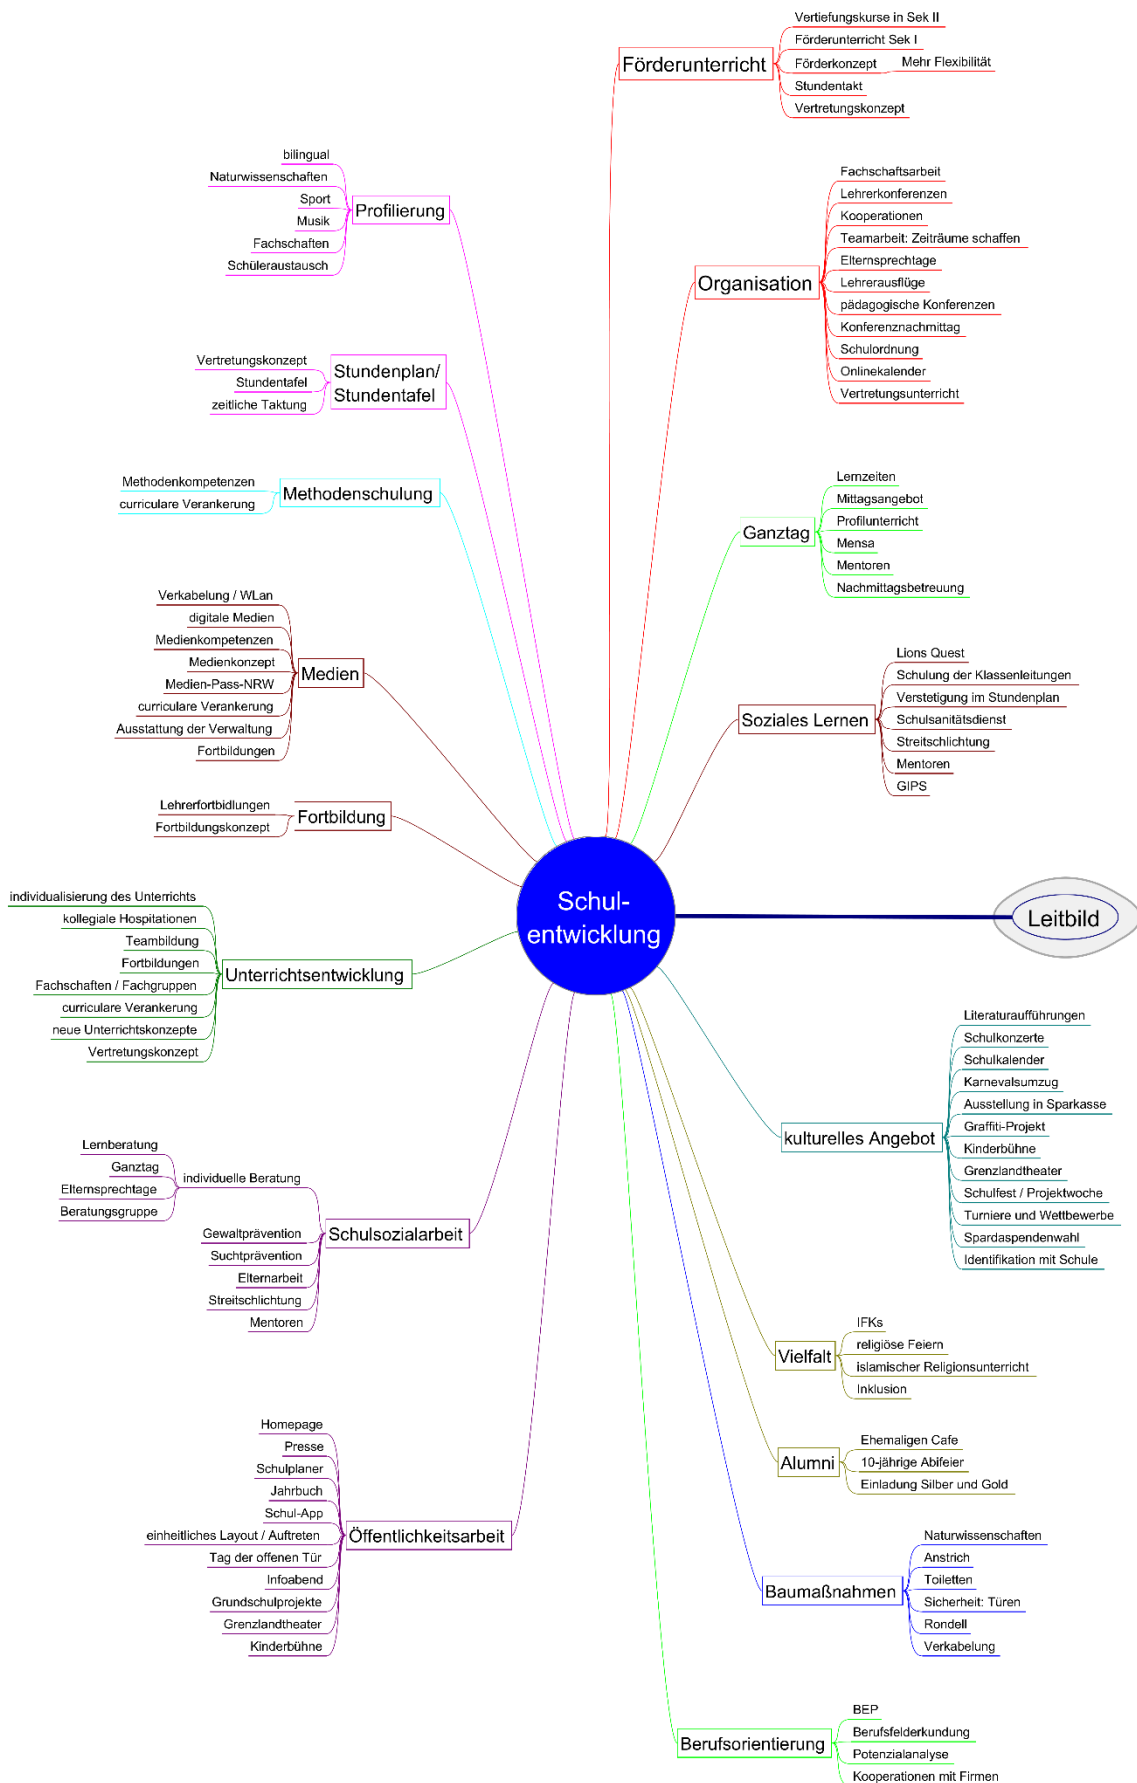 Vertiefungskurse in Sek II
Förderunterricht Sek I
Förderunterricht
Förderkonzept
Mehr Flexibilität
Stundentakt
Vertretungskonzept
bilingual
Naturwissenschaften
Sport
Profilierung
Musik
Fachschaften
Schüleraustausch
Fachschaftsarbeit
Lehrerkonferenzen
Kooperationen
Teamarbeit: Zeiträume schaffen
Elternsprechtage
Organisation
Lehrerausflüge
pädagogische Konferenzen
Konferenznachmittag
Schulordnung
Onlinekalender
Vertretungsunterricht
Vertretungskonzept
Stundenplan/
Stundentafel
Stundentafel
zeitliche Taktung
Methodenkompetenzen
Methodenschulung
curriculare Verankerung
Lernzeiten
Mittagsangebot
Profilunterricht
Ganztag
Mensa
Mentoren
Nachmittagsbetreuung
Verkabelung / WLan
digitale Medien
Medienkompetenzen
Medienkonzept
Medien
Medien-Pass-NRW
curriculare Verankerung
Ausstattung der Verwaltung
Fortbildungen
Lions Quest
Schulung der Klassenleitungen
Verstetigung im Stundenplan
Soziales Lernen
Schulsanitätsdienst
Streitschlichtung
Mentoren
GIPS
Lehrerfortbidlungen
Fortbildung
Fortbildungskonzept
Schul-
entwicklung
Leitbild
individualisierung des Unterrichts
kollegiale Hospitationen
Teambildung
Fortbildungen
Unterrichtsentwicklung
Fachschaften / Fachgruppen
curriculare Verankerung
neue Unterrichtskonzepte
Vertretungskonzept
Literaturaufführungen
Schulkonzerte
Schulkalender
Karnevalsumzug
Ausstellung in Sparkasse
Graffiti-Projekt
kulturelles Angebot
Kinderbühne
Grenzlandtheater
Schulfest / Projektwoche
Turniere und Wettbewerbe
Spardaspendenwahl
Identifikation mit Schule
Lernberatung
Ganztag
individuelle Beratung
Elternsprechtage
Beratungsgruppe
Gewaltprävention
Schulsozialarbeit
Suchtprävention
Elternarbeit
Streitschlichtung
Mentoren
IFKs
religiöse Feiern
Vielfalt
islamischer Religionsunterricht
Inklusion
Homepage
Presse
Schulplaner
Jahrbuch
Schul-App
einheitliches Layout / Auftreten
Öffentlichkeitsarbeit
Tag der offenen Tür
Infoabend
Grundschulprojekte
Grenzlandtheater
Kinderbühne
Ehemaligen Cafe
Alumni
10-jährige Abifeier
Einladung Silber und Gold
Naturwissenschaften
Anstrich
Toiletten
Baumaßnahmen
Sicherheit: Türen
Rondell
Verkabelung
BEP
Berufsfelderkundung
Berufsorientierung
Potenzialanalyse
Kooperationen mit Firmen